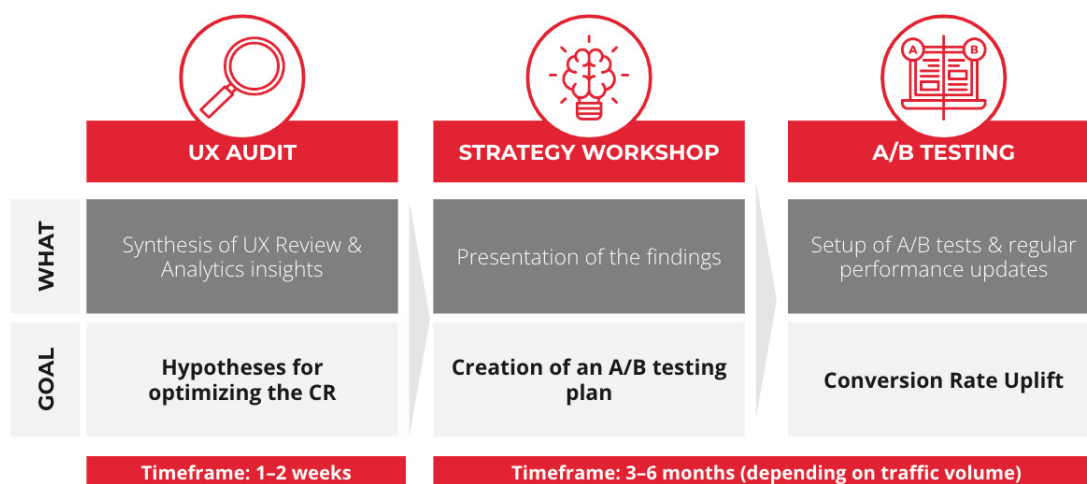 A
B
UX AUDIT
STRATEGY WORKSHOP
A/B TESTING
WHAT
Synthesis of UX Review &
Analytics insights
Presentation of the findings
Setup of A/B tests & regular
performance updates
GOAL
Hypotheses for
optimizing the CR
Creation of an A/B testing
plan
Conversion Rate Uplift
Timeframe: 1–2 weeks
Timeframe: 3–6 months (depending on traffic volume)